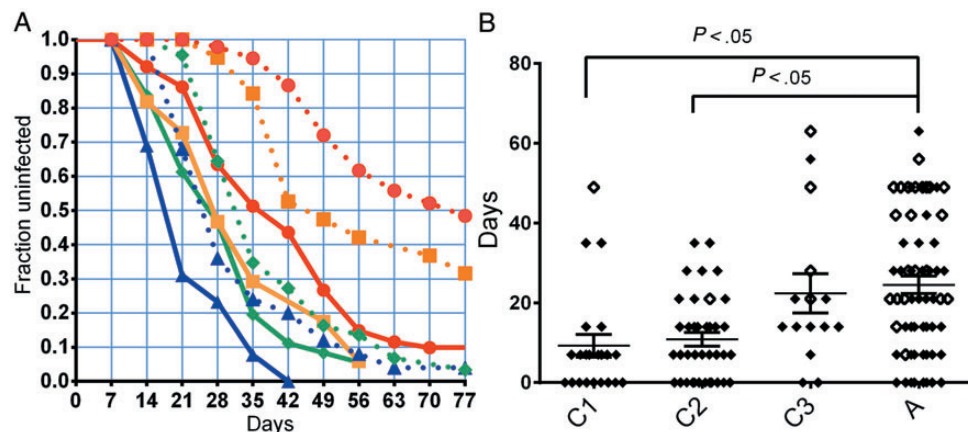 A
Fraction uninfected
1.0
0.9
0.8
0.7
0.6
0.5
0.4
0.3
0.2
0.1
0.0
0 7 14 21 28 35 42 49 56 63 70 77
Days
B
P < .05
P < .05
Days
80
60
40
20
0
C1 C2 C3 A